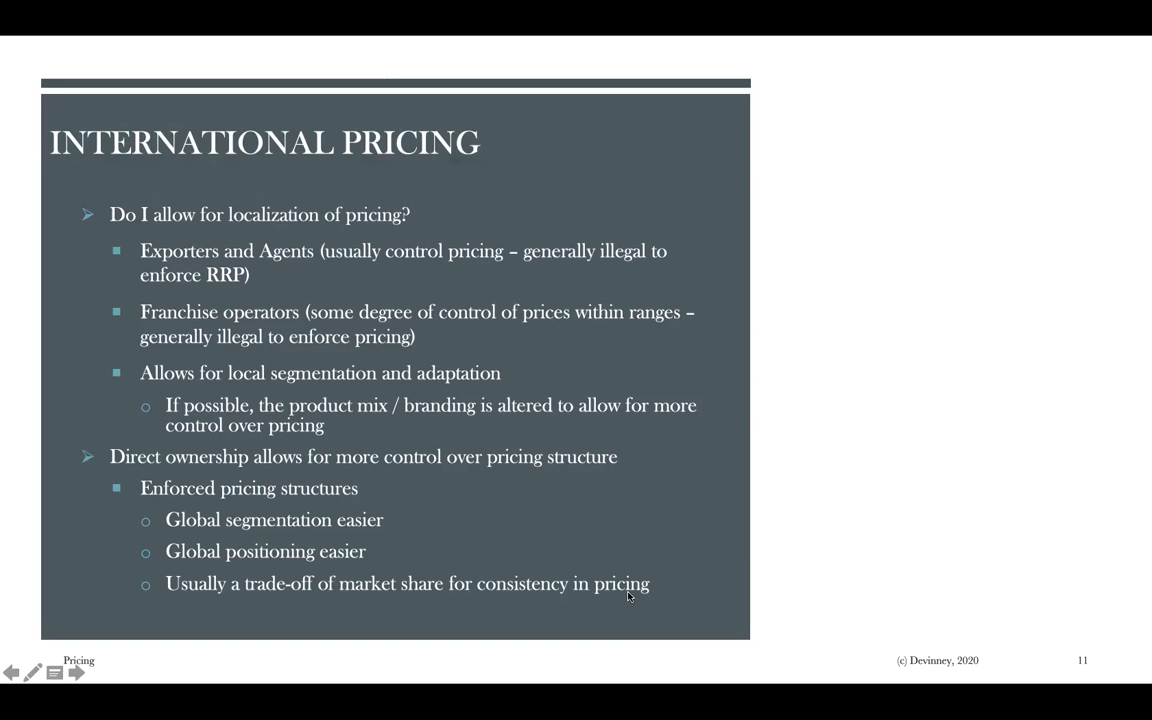 INTERNATIONAL PRICING
Do I allow for localization of pricing?
Exporters and Agents (usually control pricing – generally illegal to
enforce RRP)
Franchise operators (some degree of control of prices within ranges –
generally illegal to enforce pricing)
Allows for local segmentation and adaptation
If possible, the product mix / branding is altered to allow for more
control over pricing
Direct ownership allows for more control over pricing structure
Enforced pricing structures
Global segmentation easier
Global positioning easier
Usually a trade-off of market share for consistency in pricing
Pricing
(c) Devinney, 2020
11